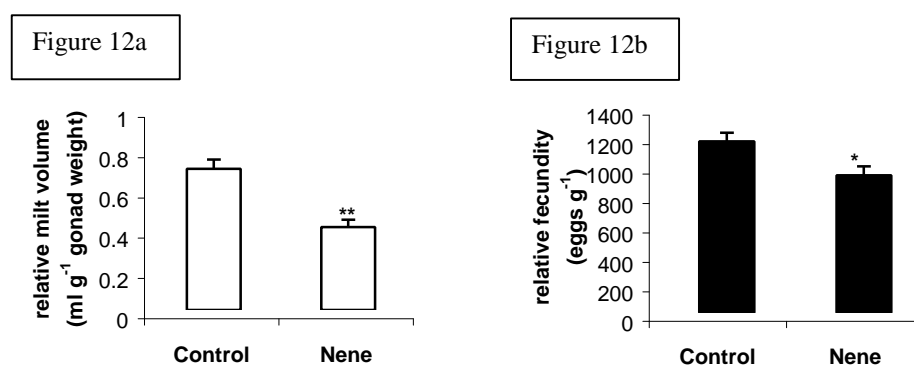 Figure 12a
relative milt volume
(ml g⁻¹ gonad weight)
1
0.8
0.6
0.4
0.2
0
**
Control
Nene
Figure 12b
relative fecundity
(eggs g⁻¹)
1400
1200
1000
800
600
400
200
0
*
Control
Nene